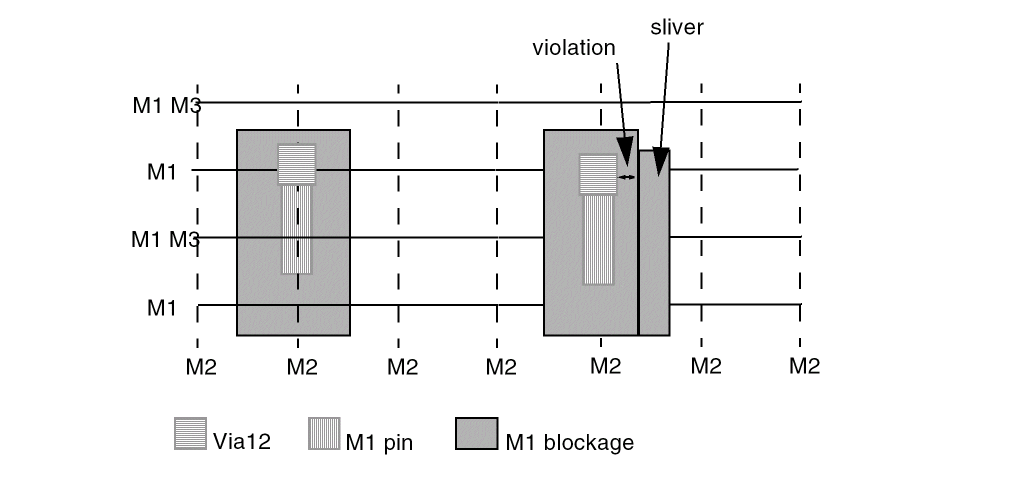 sliver
violation
M1 M3
M1
M1 M3
M1
M2 M2 M2 M2 M2 M2 M2
Via12 M1 pin M1 blockage